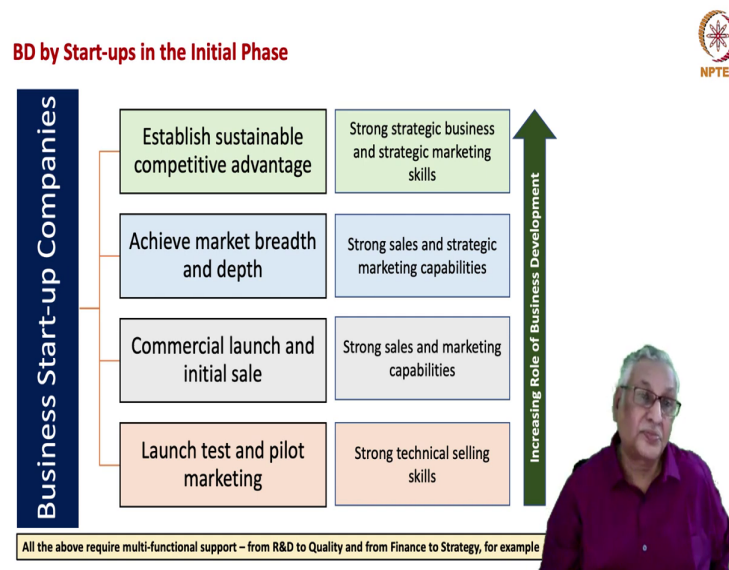 BD by Start-ups in the Initial Phase
NPTE
Business Start-up Companies
Establish sustainable
competitive advantage
Strong strategic business
and strategic marketing
skills
Achieve market breadth
and depth
Strong sales and strategic
marketing capabilities
Commercial launch and
initial sale
Strong sales and marketing
capabilities
Launch test and pilot
marketing
Strong technical selling
skills
Increasing Role of Business Development
All the above require multi-functional support – from R&D to Quality and from Finance to Strategy, for example